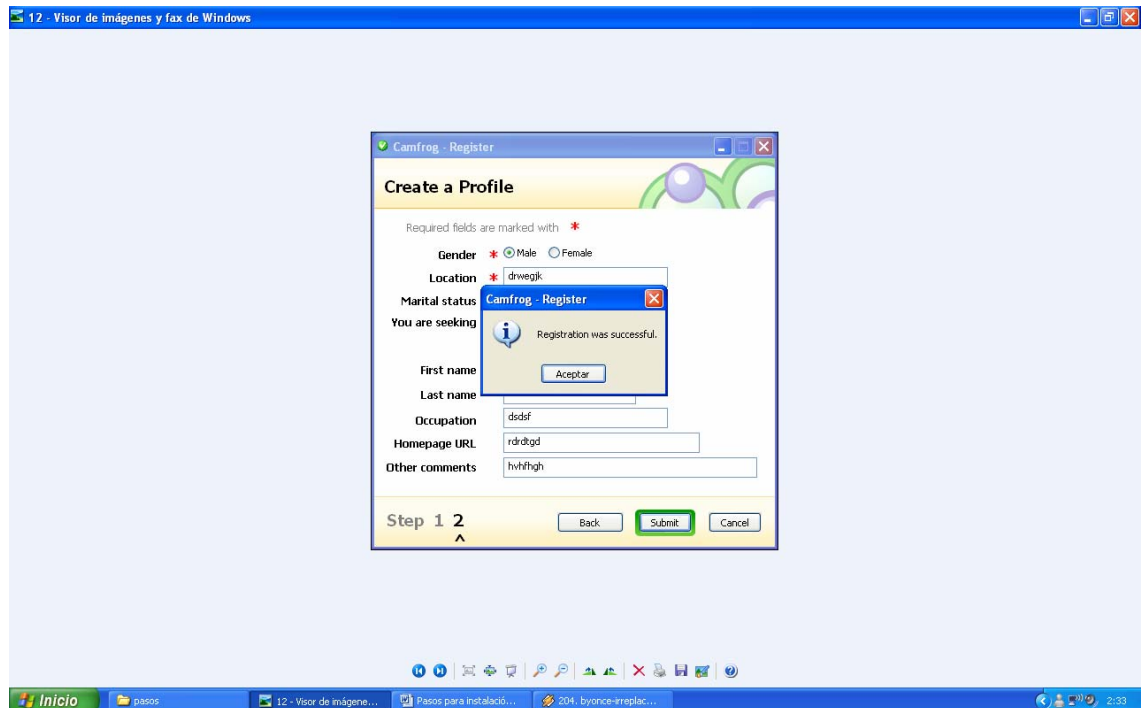 12 - Visor de imágenes y fax de Windows
Camfrog - Register
Create a Profile
Required fields are marked with *
Gender * Male Female
Location * drwegjk
Marital status
You are seeking
Camfrog - Register
Registration was successful.
Aceptar
First name
Last name
Occupation dsdsf
Homepage URL rdrdtgd
Other comments hvhfhgh
Step 1 2
Back Submit Cancel
Inicio pasos 12 - Visor de imágene... Pasos para instalació... 204. byonce-irreplac... 2:33